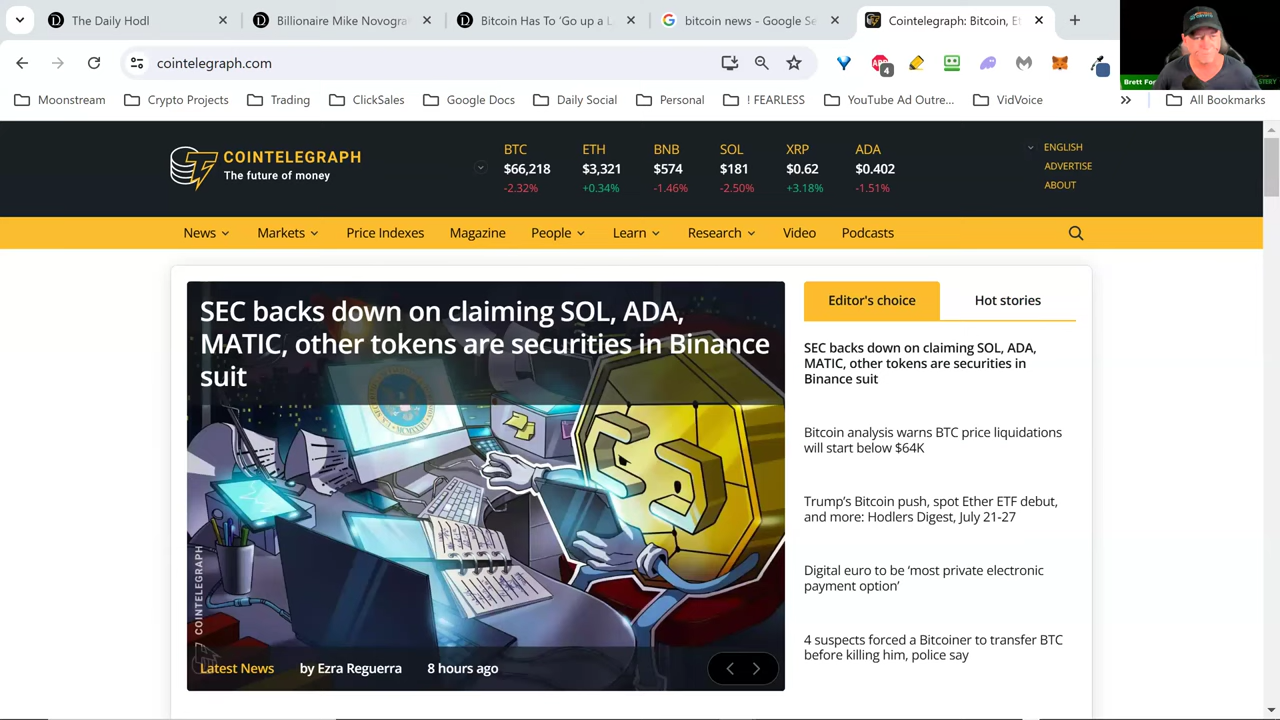 The Daily Hodl
Billionaire Mike Novogra
Bitcoin Has To 'Go up a L
bitcoin news - Google Se
Cointelegraph: Bitcoin, Et
cointelegraph.com
4
Moonstream
Crypto Projects
Trading
ClickSales
Google Docs
Daily Social
Personal
! FEARLESS
YouTube Ad Outre...
VidVoice
All Bookmarks
Brett For
COINTELEGRAPH
The future of money
BTC ETH BNB SOL XRP ADA
$66,218 $3,321 $574 $181 $0.62 $0.402
-2.32% +0.34% -1.46% -2.50% +3.18% -1.51%
ENGLISH
ADVERTISE
ABOUT
News Markets Price Indexes Magazine People Learn Research Video Podcasts
SEC backs down on claiming SOL, ADA,
MATIC, other tokens are securities in Binance
suit
COINTELEGRAPH
Latest News by Ezra Reguerra 8 hours ago
Editor's choice
Hot stories
SEC backs down on claiming SOL, ADA,
MATIC, other tokens are securities in
Binance suit
Bitcoin analysis warns BTC price liquidations
will start below $64K
Trump's Bitcoin push, spot Ether ETF debut,
and more: Hodlers Digest, July 21-27
Digital euro to be 'most private electronic
payment option'
4 suspects forced a Bitcoiner to transfer BTC
before killing him, police say